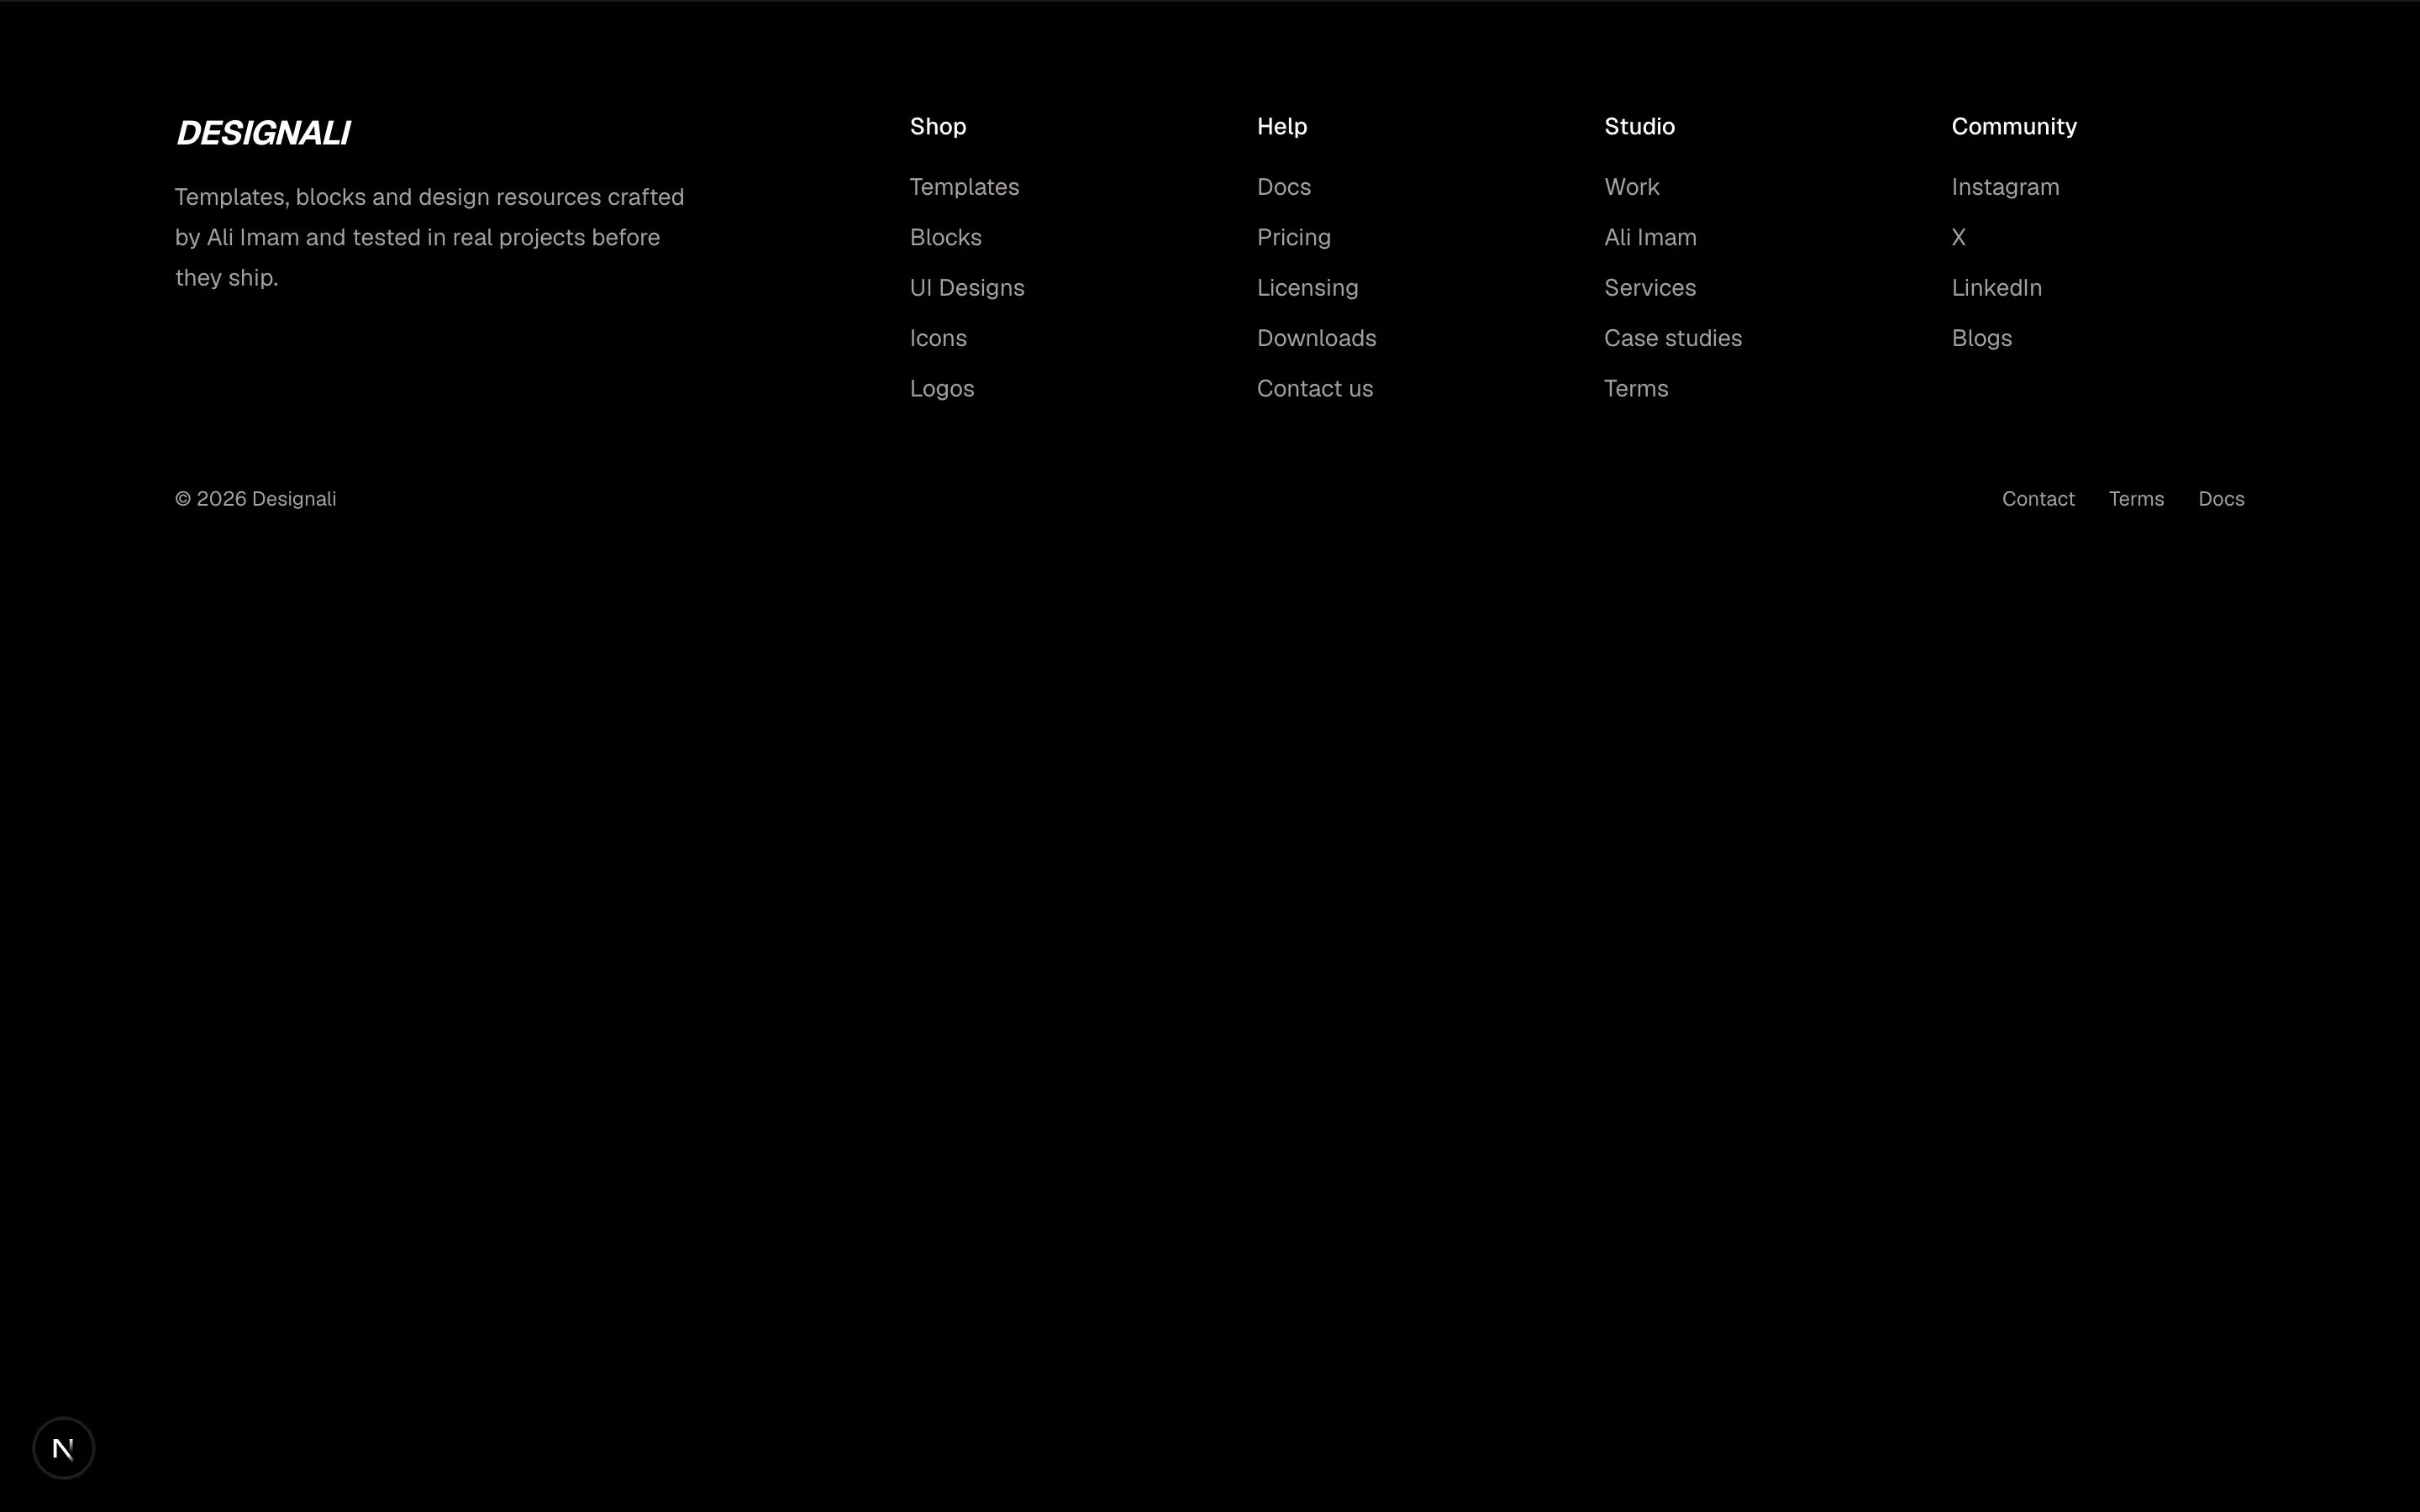 DESIGNALI
Templates, blocks and design resources crafted
by Ali Imam and tested in real projects before
they ship.
Shop
Templates
Blocks
UI Designs
Icons
Logos
Help
Docs
Pricing
Licensing
Downloads
Contact us
Studio
Work
Ali Imam
Services
Case studies
Terms
Community
Instagram
X
LinkedIn
Blogs
© 2026 Designali
Contact
Terms
Docs
N